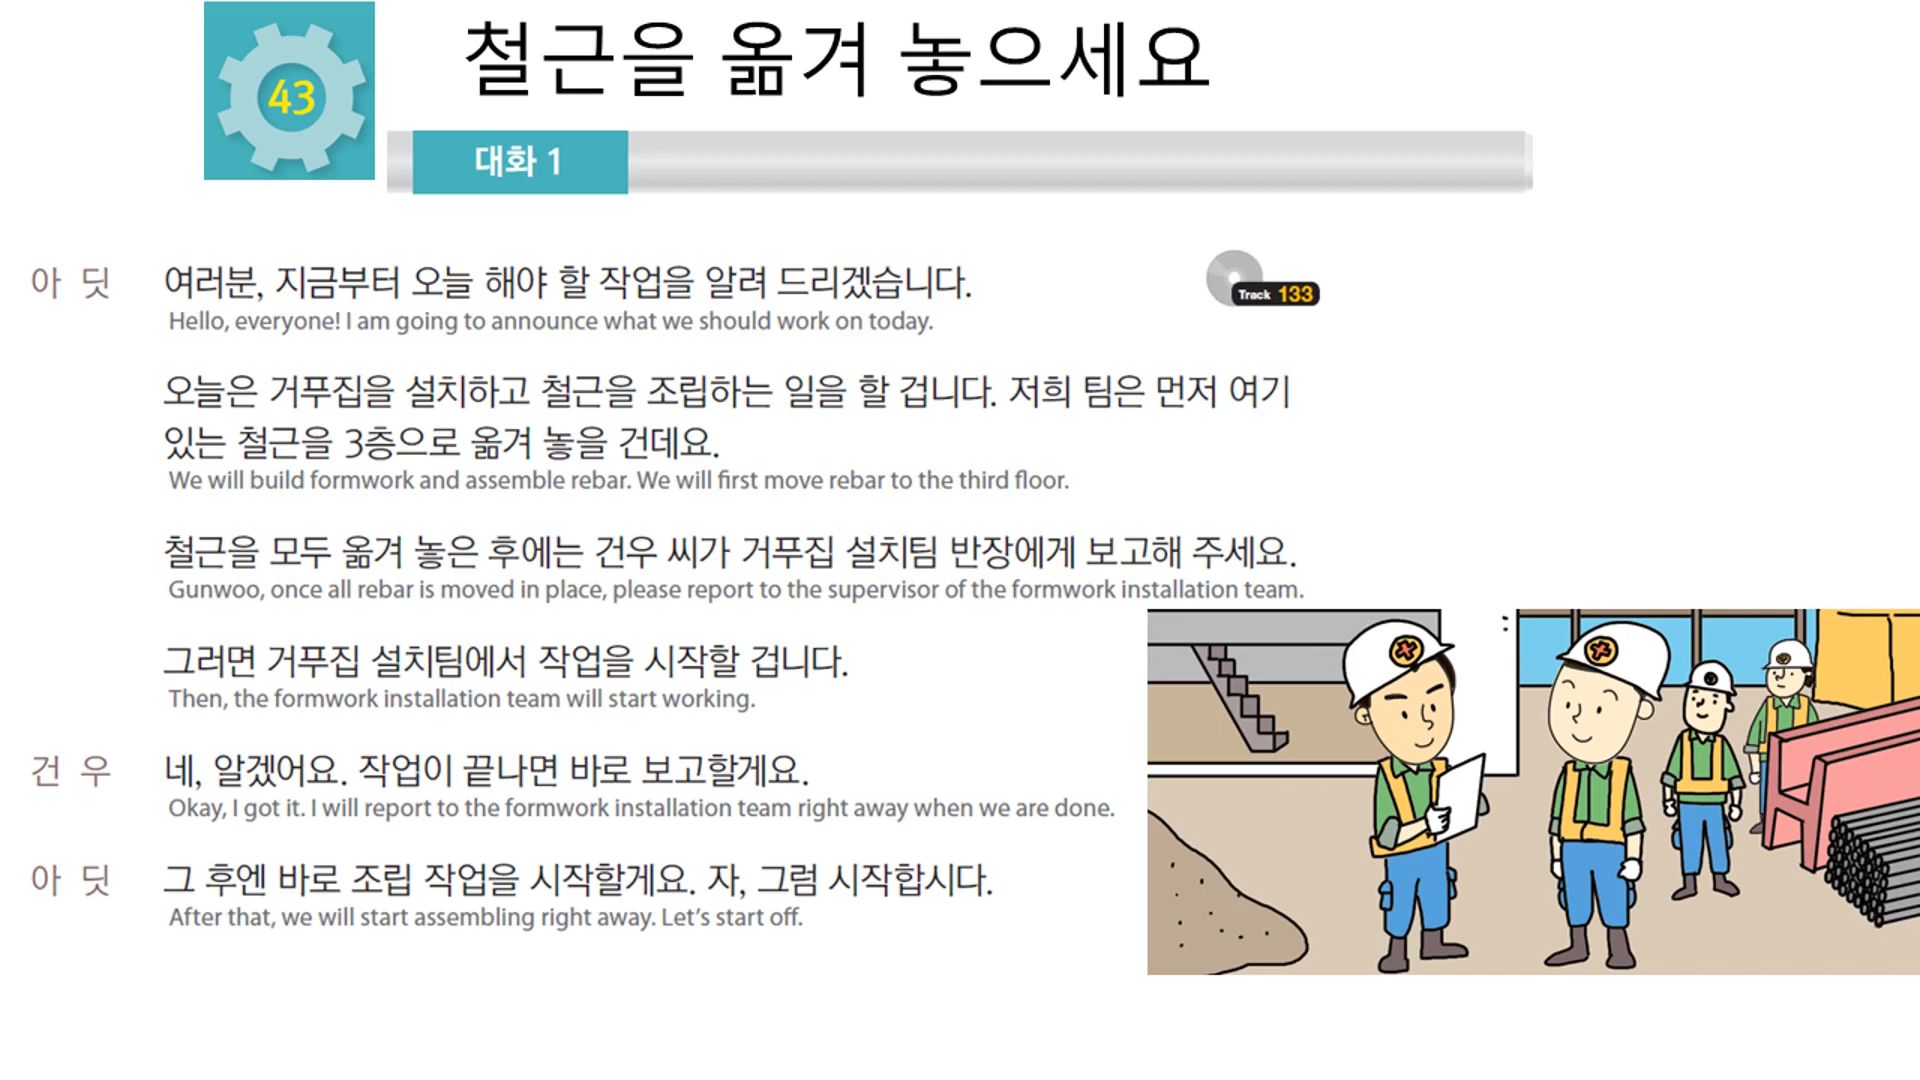 43
철근을 옮겨 놓으세요
대화 1
Track 133
아 딧 여러분, 지금부터 오늘 해야 할 작업을 알려 드리겠습니다.
Hello, everyone! I am going to announce what we should work on today.
오늘은 거푸집을 설치하고 철근을 조립하는 일을 할 겁니다. 저희 팀은 먼저 여기
있는 철근을 3층으로 옮겨 놓을 건데요.
We will build formwork and assemble rebar. We will first move rebar to the third floor.
철근을 모두 옮겨 놓은 후에는 건우 씨가 거푸집 설치팀 반장에게 보고해 주세요.
Gunwoo, once all rebar is moved in place, please report to the supervisor of the formwork installation team.
그러면 거푸집 설치팀에서 작업을 시작할 겁니다.
Then, the formwork installation team will start working.
건 우 네, 알겠어요. 작업이 끝나면 바로 보고할게요.
Okay, I got it. I will report to the formwork installation team right away when we are done.
아 딧 그 후엔 바로 조립 작업을 시작할게요. 자, 그럼 시작합시다.
After that, we will start assembling right away. Let's start off.